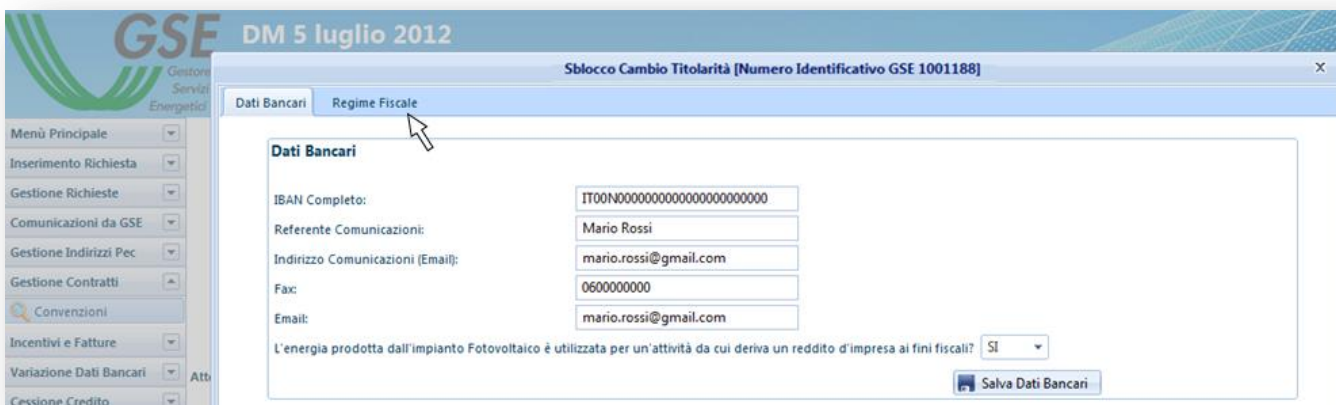 GSE
Gestore
Servizi
Energetici
DM 5 luglio 2012
Sblocco Cambio Titolarità [Numero Identificativo GSE 1001188]
X
Dati Bancari
Regime Fiscale
Menù Principale
Inserimento Richiesta
Gestione Richieste
Comunicazioni da GSE
Gestione Indirizzi Pec
Gestione Contratti
Convenzioni
Incentivi e Fatture
Variazione Dati Bancari
Cessione Credito
Dati Bancari
IBAN Completo:
Referente Comunicazioni: Mario Rossi
Indirizzo Comunicazioni (Email): mario.rossi@gmail.com
Fax: 0600000000
Email: mario.rossi@gmail.com
L'energia prodotta dall'impianto Fotovoltaico è utilizzata per un'attività da cui deriva un reddito d'impresa ai fini fiscali? SI
Salva Dati Bancari